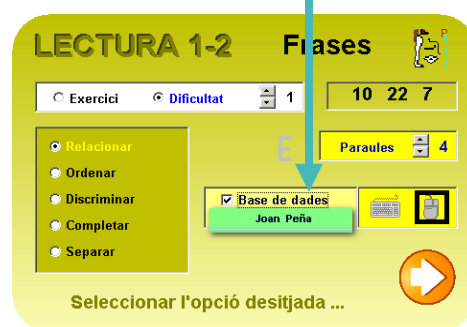 LECTURA 1-2 Frases
P
Exercici Dificultat 1
10 22 7
Relacionar
Ordenar
Discriminar
Completar
Separar
E
Paraules 4
Base de dades
Joan Peña
Seleccionar l'opció desitjada ...